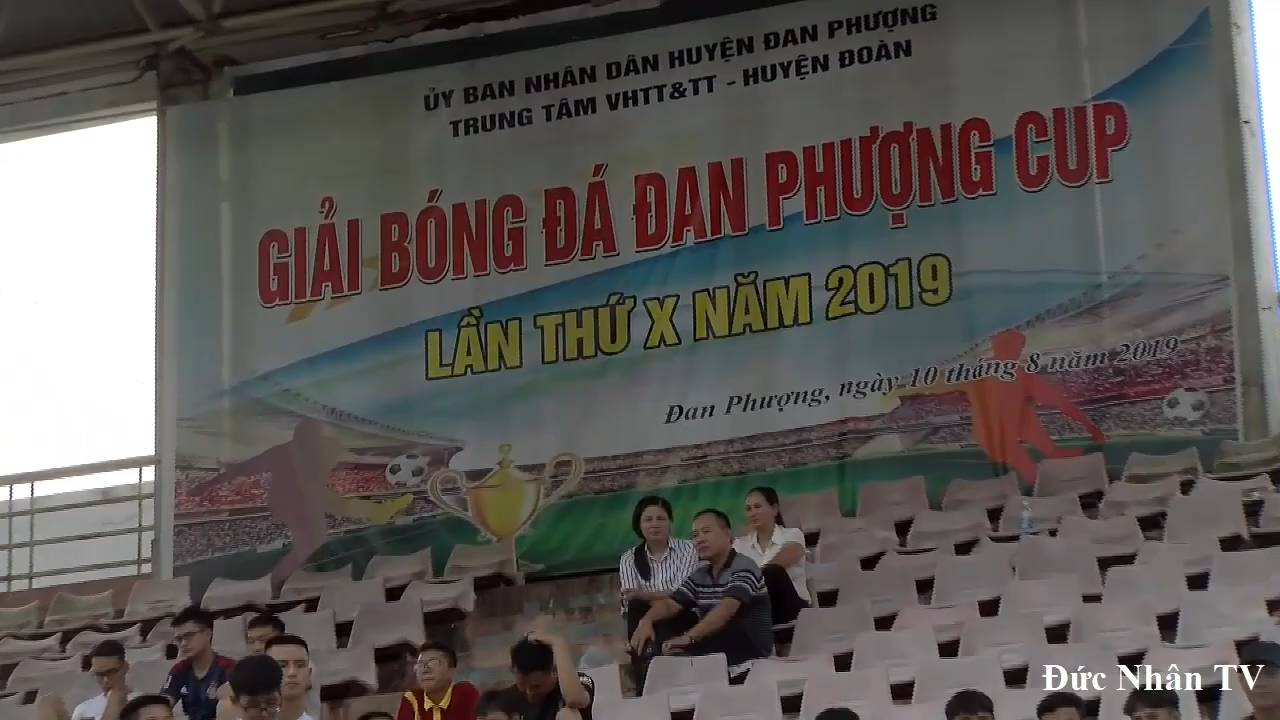 ỦY BAN NHÂN DÂN HUYỆN ĐAN PHƯỢNG
TRUNG TÂM VHTT&TT - HUYỆN ĐOÀN
GIẢI BÓNG ĐÁ ĐAN PHƯỢNG CUP
LẦN THỨ X NĂM 2019
Đan Phượng, ngày 10 tháng 8 năm 2019
Đức Nhân TV